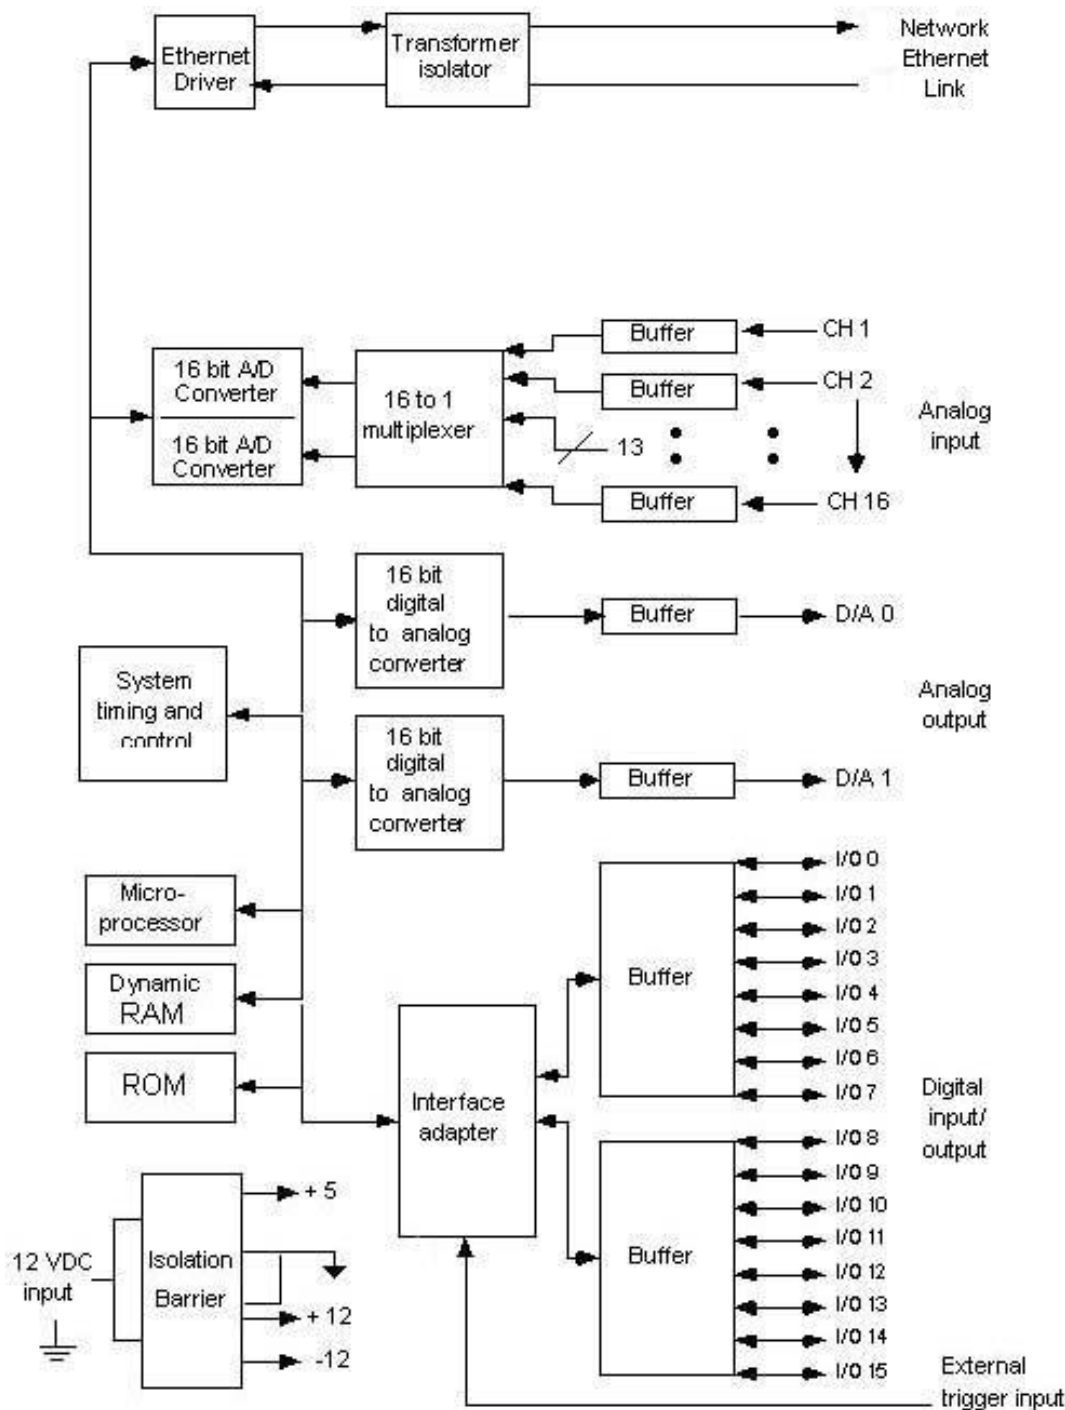 Ethernet
Driver
Transformer
isolator
Network
Ethernet
Link
16 bit A/D
Converter
16 bit A/D
Converter
16 to 1
multiplexer
Buffer
CH 1
Buffer
CH 2
13
Buffer
CH 16
Analog
input
16 bit
digital
to analog
converter
Buffer
D/A 0
System
timing and
control
16 bit
digital
to analog
converter
Buffer
D/A 1
Analog
output
Micro-
processor
Dynamic
RAM
ROM
Interface
adapter
Buffer
I/O 0
I/O 1
I/O 2
I/O 3
I/O 4
I/O 5
I/O 6
I/O 7
Buffer
I/O 8
I/O 9
I/O 10
I/O 11
I/O 12
I/O 13
I/O 14
I/O 15
Digital
input/
output
12 VDC
input
Isolation
Barrier
+ 5
+ 12
-12
External
trigger input